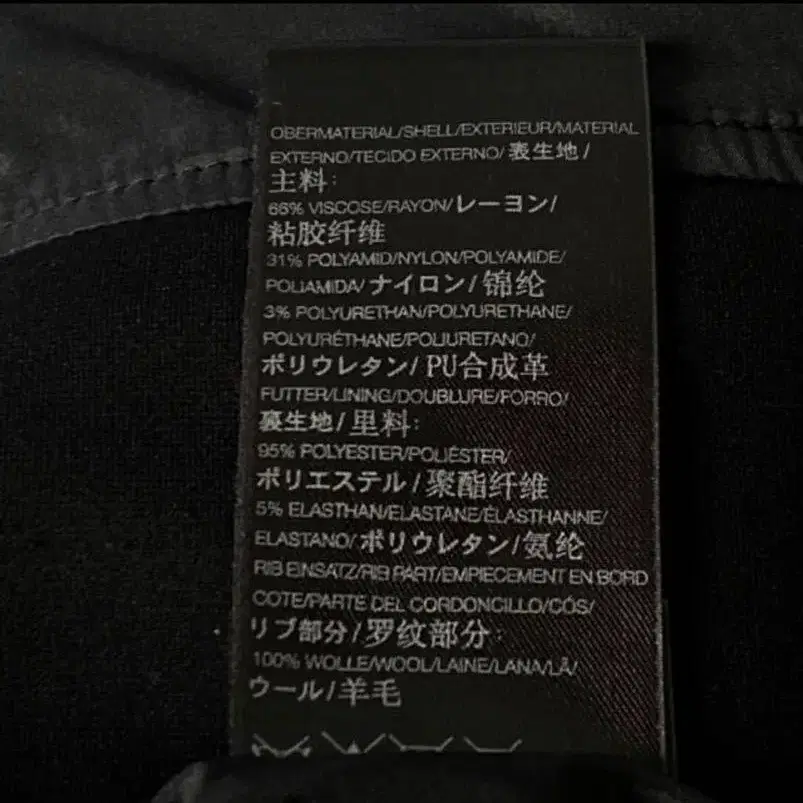 OBERMATERIAL/SHELL/EXTERIEUR/MATERIAL
EXTERNO/TECIDO EXTERNO/表生地/
主料:
66% VISCOSE/RAYON/レーヨン/
粘胶纤维
31% POLYAMID/NYLON/POLYAMIDE/
POLIAMIDA/ナイロン/锦纶
3% POLYURETHAN/POLYURETHANE/
POLYURÉTHANE/POLIURETANO/
ポリウレタン/PU合成革
FUTTER/LINING/DOUBLURE/FORRO/
裏生地/里料:
95% POLYESTER/POLIÉSTER/
ポリエステル/聚酯纤维
5% ELASTHAN/ELASTANE/ÉLASTHANNE/
ELASTANO/ポリウレタン/氨纶
RIB EINSATZ/RIB PART/EMPIECEMENT EN BORD
COTE/PARTE DEL CORDONCILLO/CÓS/
リブ部分/罗纹部分:
100% WOLLE/WOOL/LAINE/LANA/LÃ/
ウール/羊毛